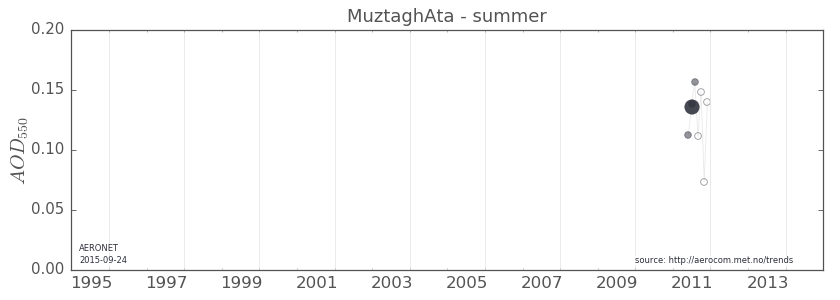 MuztaghAta - summer
0.20
0.15
0.10
0.05
0.00
AOD550
AERONET
2015-09-24
source: http://aerocom.met.no/trends
1995 1997 1999 2001 2003 2005 2007 2009 2011 2013